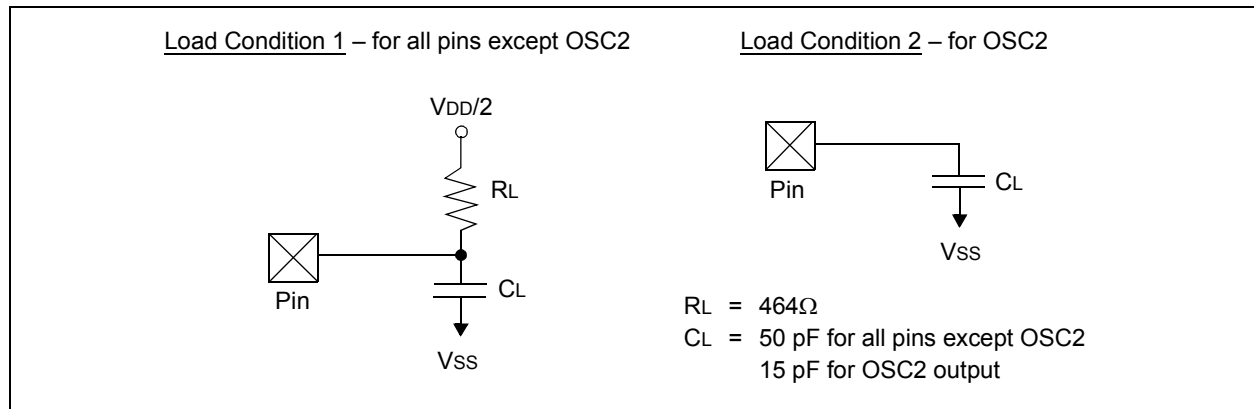 Load Condition 1 – for all pins except OSC2
VDD/2
RL
Pin
CL
VSS
Load Condition 2 – for OSC2
Pin
CL
VSS
RL = 464Ω
CL = 50 pF for all pins except OSC2
15 pF for OSC2 output